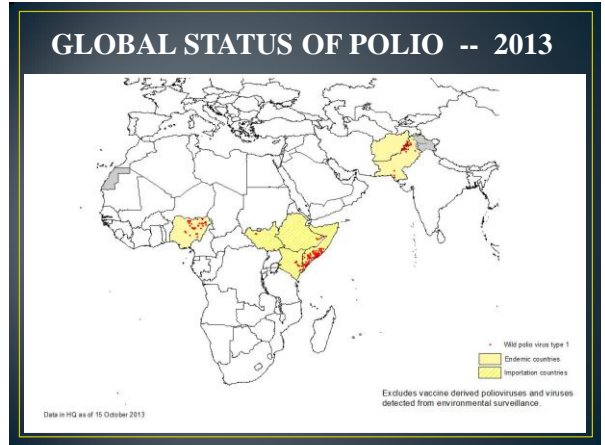 GLOBAL STATUS OF POLIO -- 2013
Wild polio virus type 1
Endemic countries
Importation countries
Excludes vaccine derived polioviruses and viruses
detected from environmental surveillance.
Data in HQ as of 15 October 2013